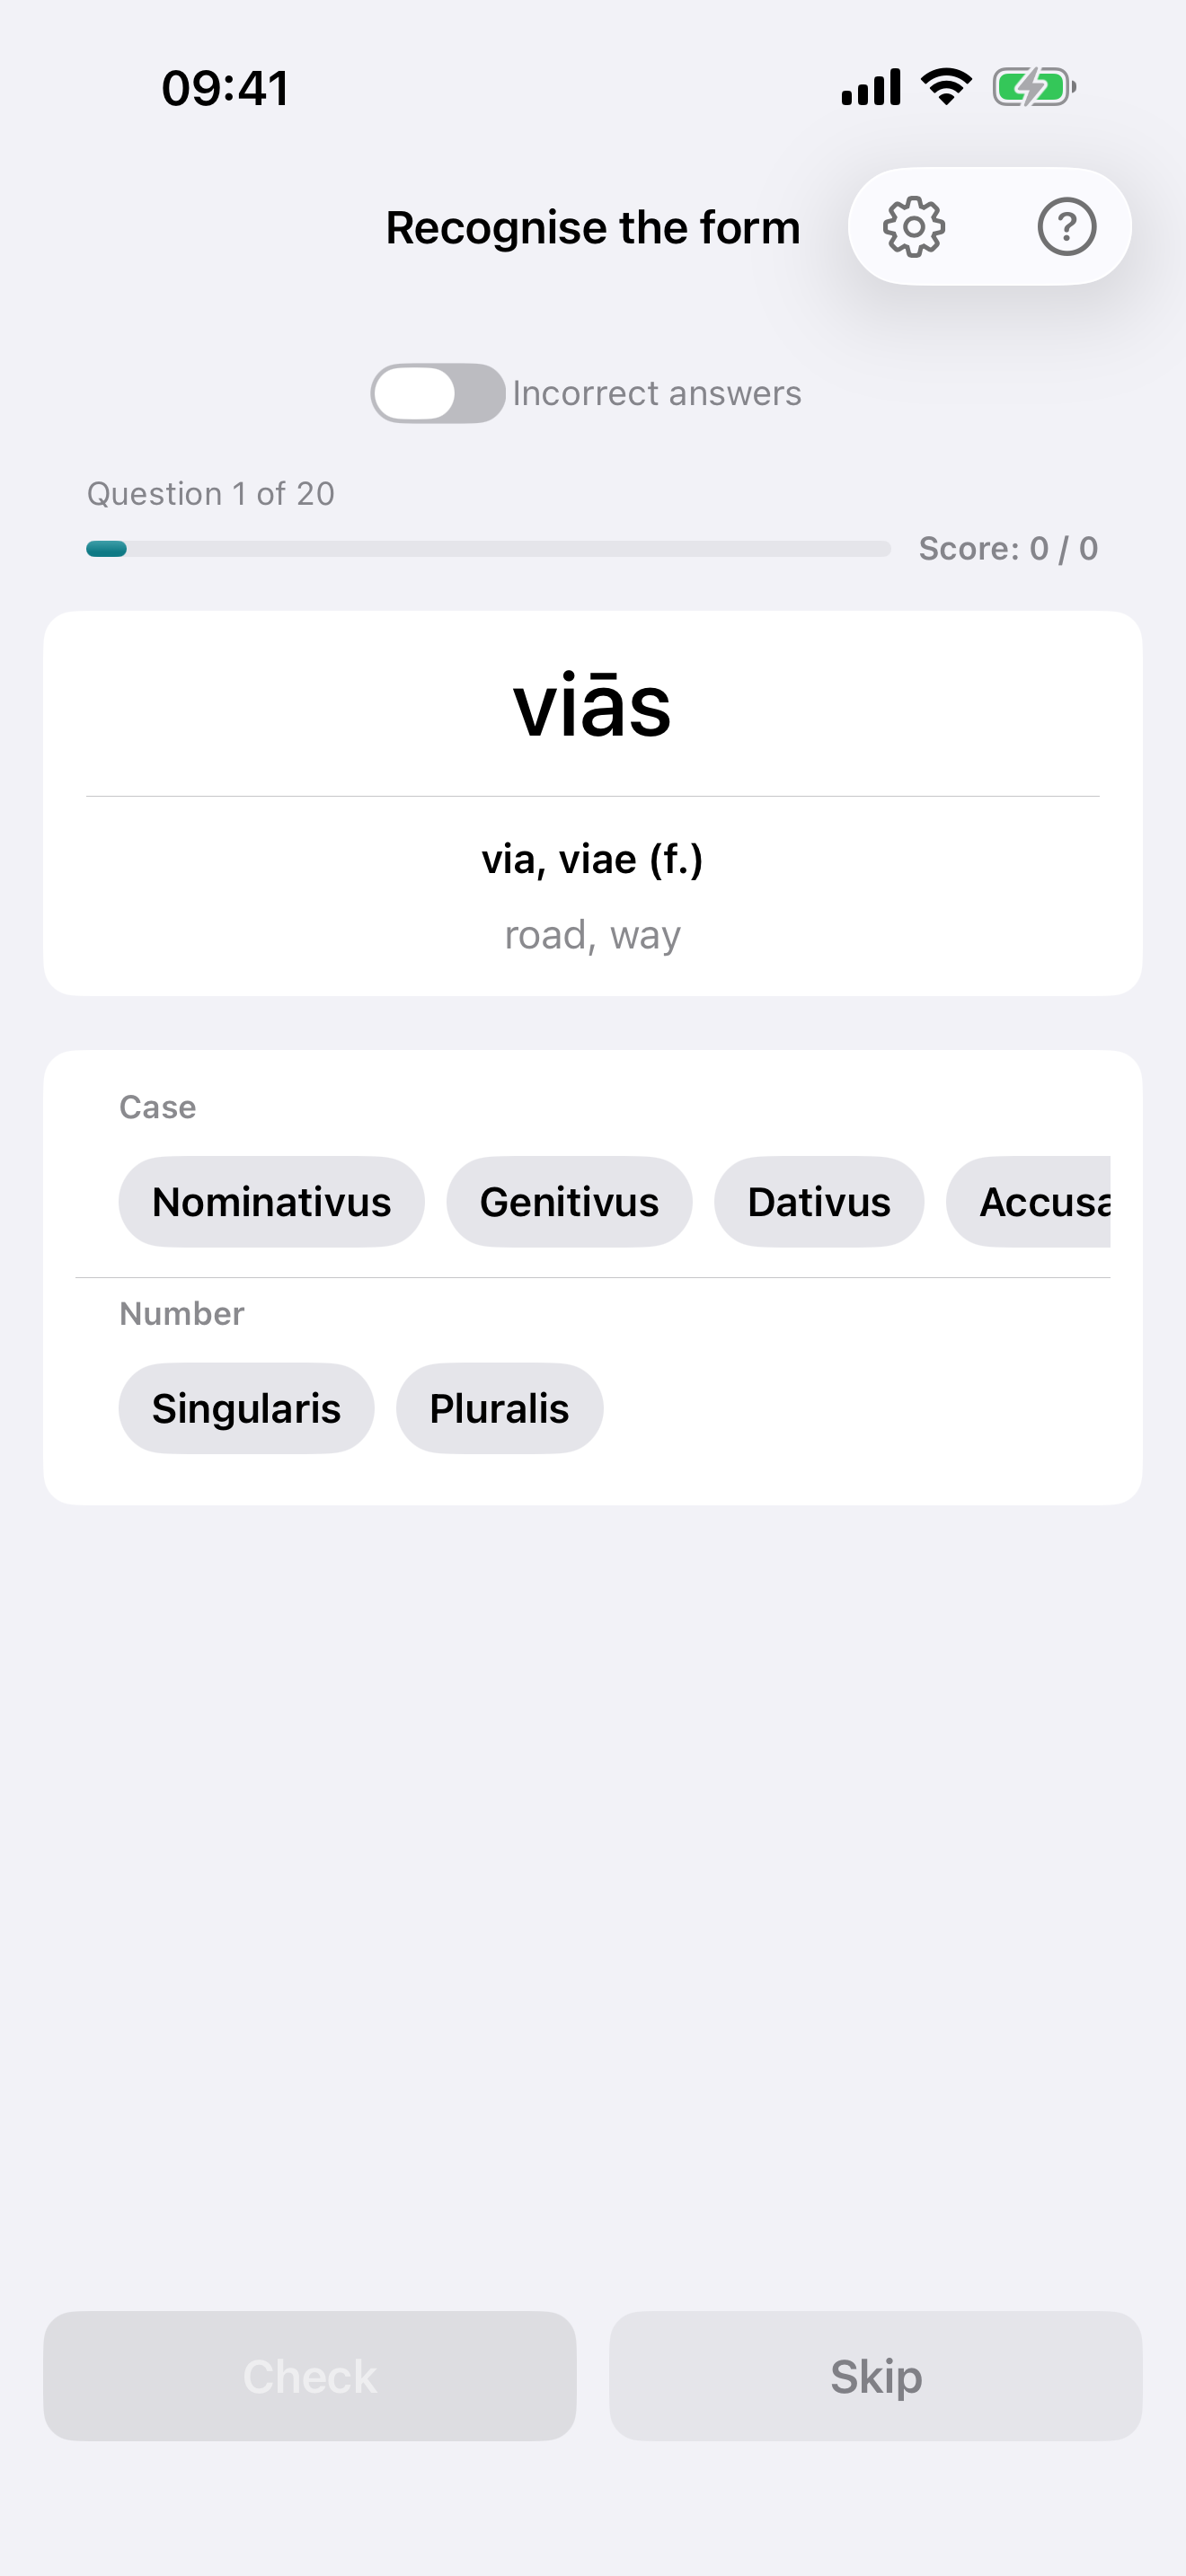 09:41
Recognise the form
Incorrect answers
Question 1 of 20
Score: 0 / 0
viās
via, viae (f.)
road, way
Case
Nominativus Genitivus Dativus Accusa
Number
Singularis Pluralis
Check Skip